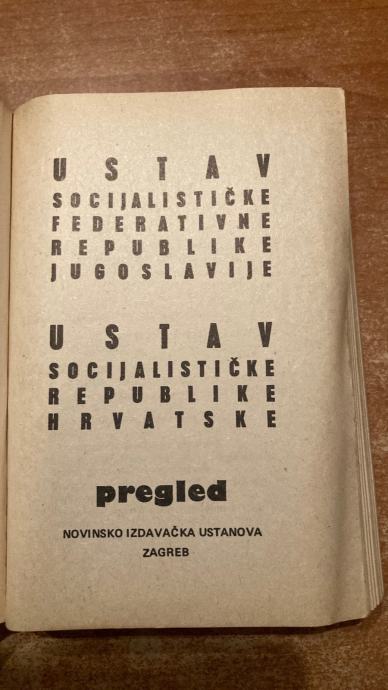 USTAV
SOCIJALISTIČKE
FEDERATIVNE
REPUBLIKE
JUGOSLAVIJE
USTAV
SOCIJALISTIČKE
REPUBLIKE
HRVATSKE
pregled
NOVINSKO IZDAVAČKA USTANOVA
ZAGREB